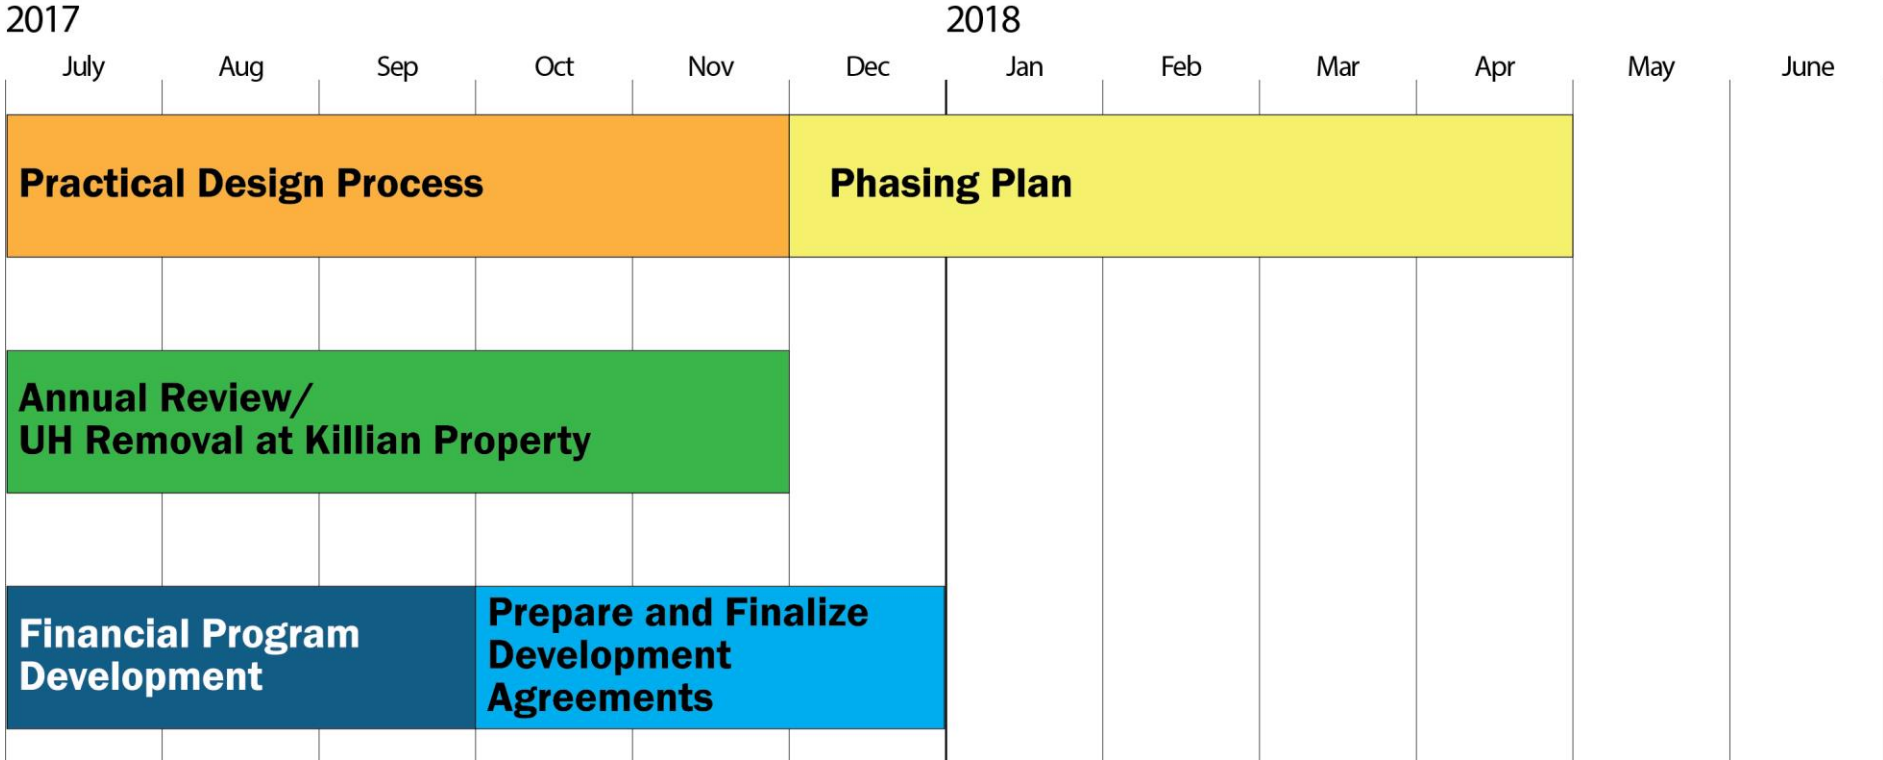 2017 2018
July Aug Sep Oct Nov Dec Jan Feb Mar Apr May June
Practical Design Process
Phasing Plan
Annual Review/
UH Removal at Killian Property
Financial Program
Development
Prepare and Finalize
Development
Agreements